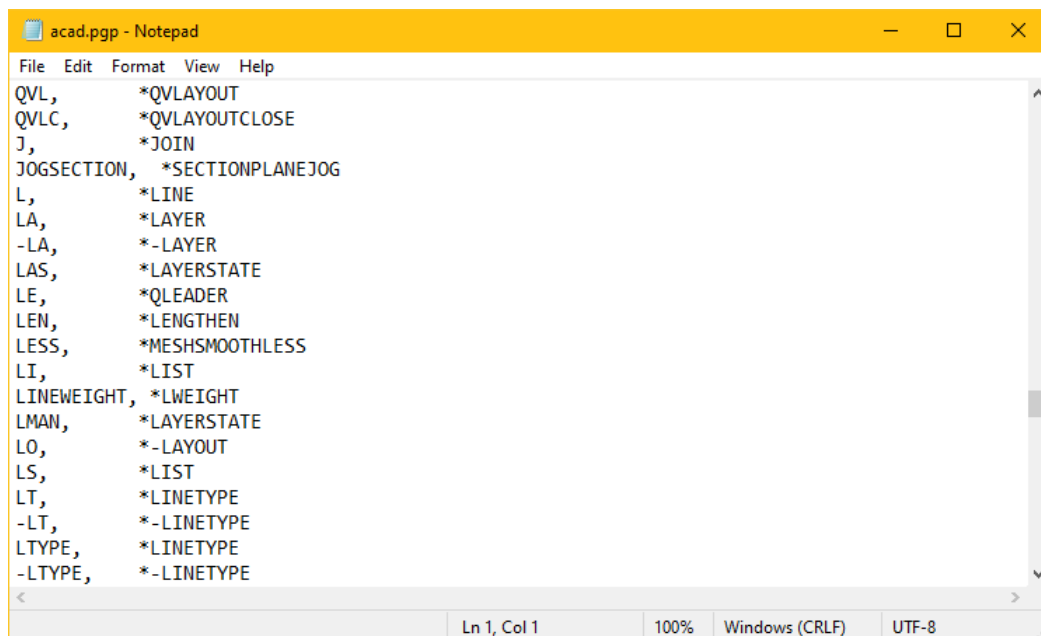 acad.pgp - Notepad
File Edit Format View Help
QVL, *QVLAYOUT
QVLC, *QVLAYOUTCLOSE
J, *JOIN
JOGSECTION, *SECTIONPLANEJOG
L, *LINE
LA, *LAYER
-LA, *-LAYER
LAS, *LAYERSTATE
LE, *QLEADER
LEN, *LENGTHEN
LESS, *MESHSMOOTHLESS
LI, *LIST
LINEWEIGHT, *LWEIGHT
LMAN, *LAYERSTATE
LO, *-LAYOUT
LS, *LIST
LT, *LINETYPE
-LT, *-LINETYPE
LTYPE, *LINETYPE
-LTYPE, *-LINETYPE
Ln 1, Col 1 100% Windows (CRLF) UTF-8